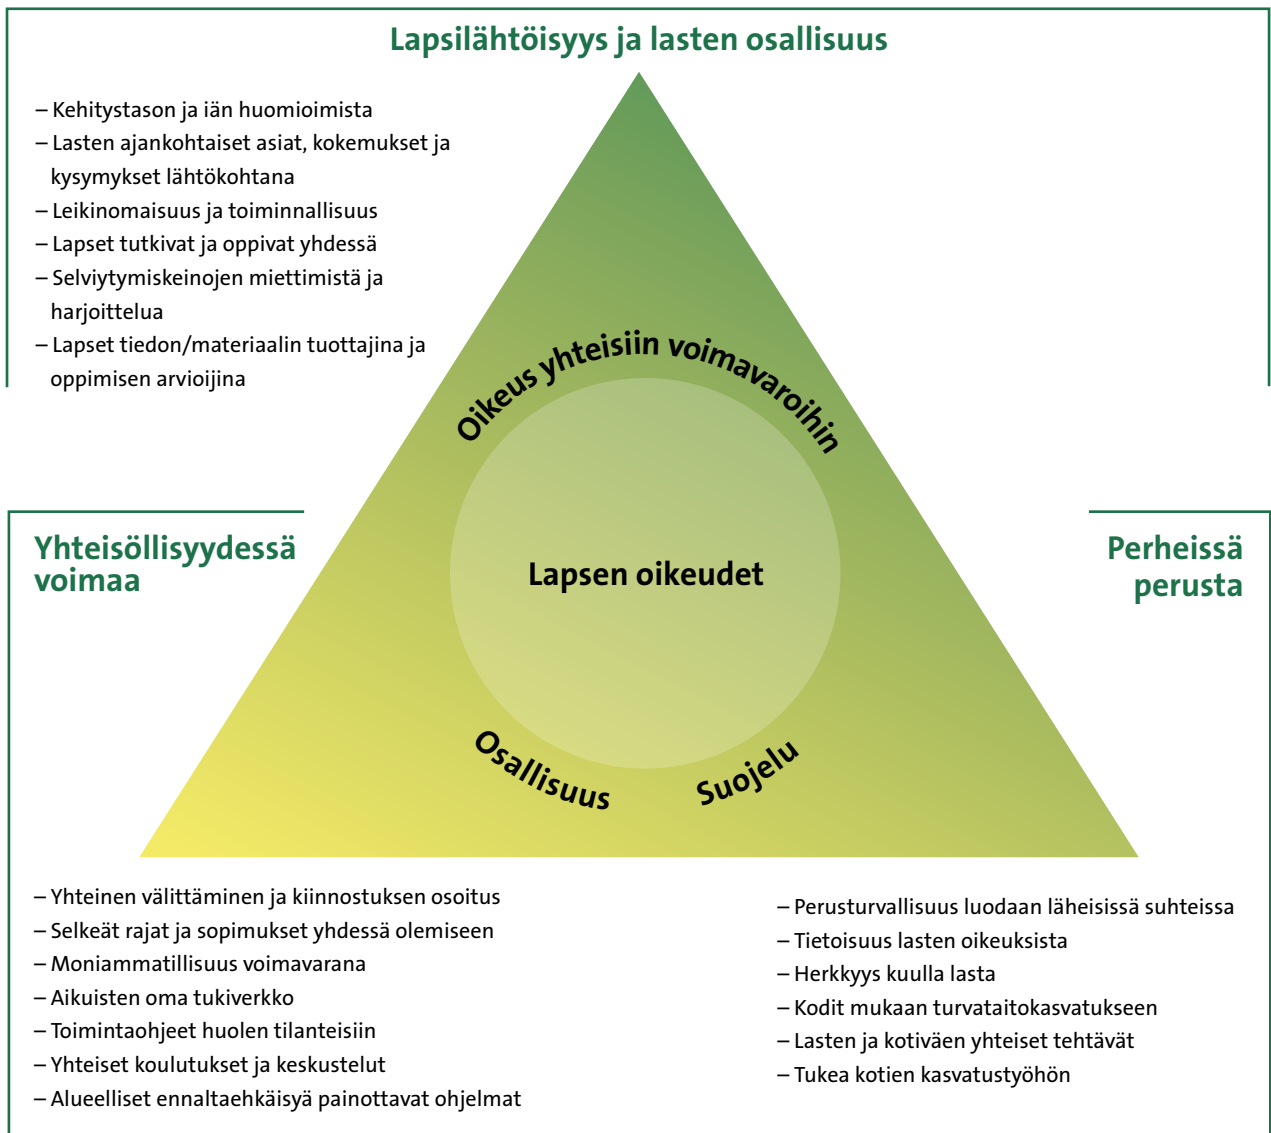 Lapsilähtöisyys ja lasten osallisuus
– Kehitystason ja iän huomioimista
– Lasten ajankohtaiset asiat, kokemukset ja
kysymykset lähtökohtana
– Leikinomaisuus ja toiminnallisuus
– Lapset tutkivat ja oppivat yhdessä
– Selviytymiskeinojen miettimistä ja
harjoittelua
– Lapset tiedon/materiaalin tuottajina ja
oppimisen arvioijina
Oikeus yhteisiin voimavaroihin
Lapsen oikeudet
Osallisuus
Suojelu
Yhteisöllisyydessä
voimaa
– Yhteinen välittäminen ja kiinnostuksen osoitus
– Selkeät rajat ja sopimukset yhdessä olemiseen
– Moniammatillisuus voimavarana
– Aikuisten oma tukiverkko
– Toimintaohjeet huolen tilanteisiin
– Yhteiset koulutukset ja keskustelut
– Alueelliset ennaltaehkäisyä painottavat ohjelmat
Perheissä
perusta
– Perusturvallisuus luodaan läheisissä suhteissa
– Tietoisuus lasten oikeuksista
– Herkkyys kuulla lasta
– Kodit mukaan turvataitokasvatukseen
– Lasten ja kotiväen yhteiset tehtävät
– Tukea kotien kasvatustyöhön